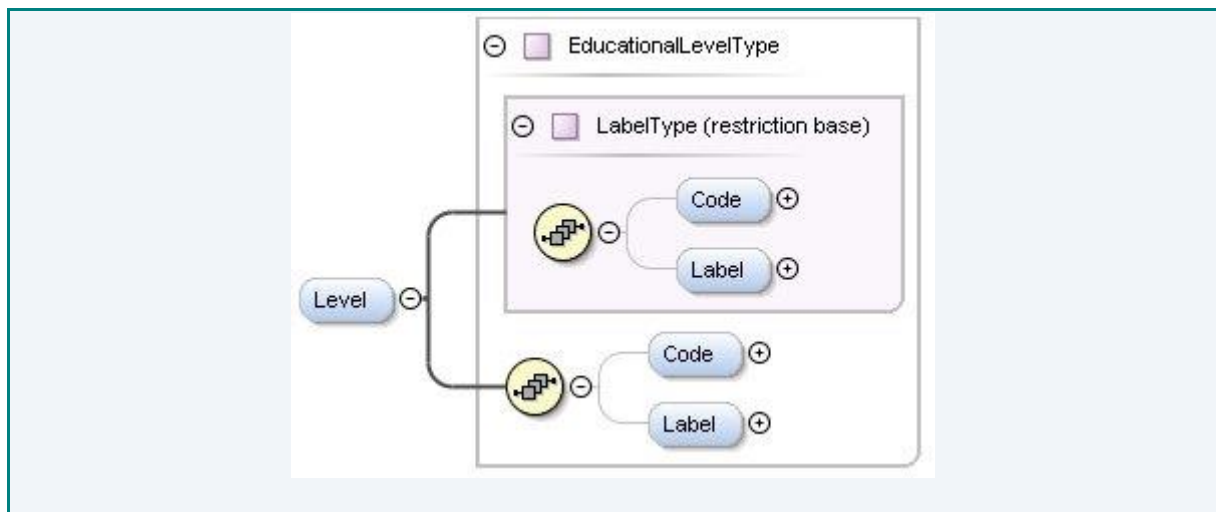 EducationalLevelType
LabelType (restriction base)
Code
Label
Level
Code
Label